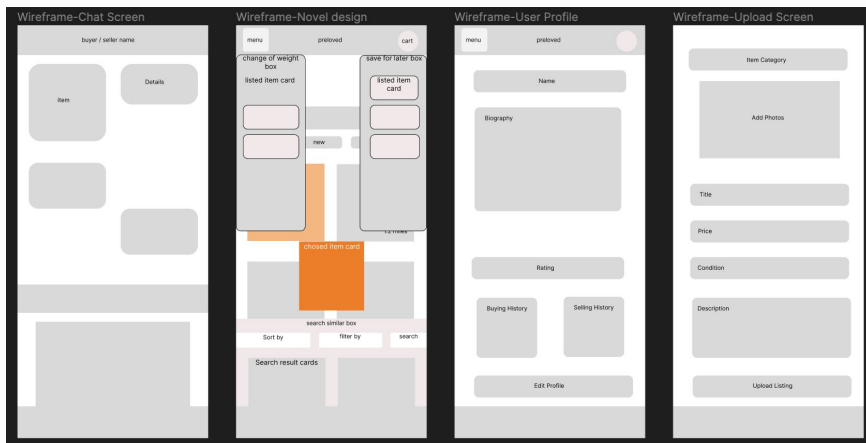 Wireframe-Chat Screen
buyer / seller name
item
Details
Wireframe-Novel design
menu
preloved
cart
change of weight
box
listed item card
save for later box
listed item
card
new
chosed item card
search similar box
Sort by
filter by
search
Search result cards
Wireframe-User Profile
menu
preloved
Name
Biography
Rating
Buying History
Selling History
Edit Profile
Wireframe-Upload Screen
Item Category
Add Photos
Title
Price
Condition
Description
Upload Listing